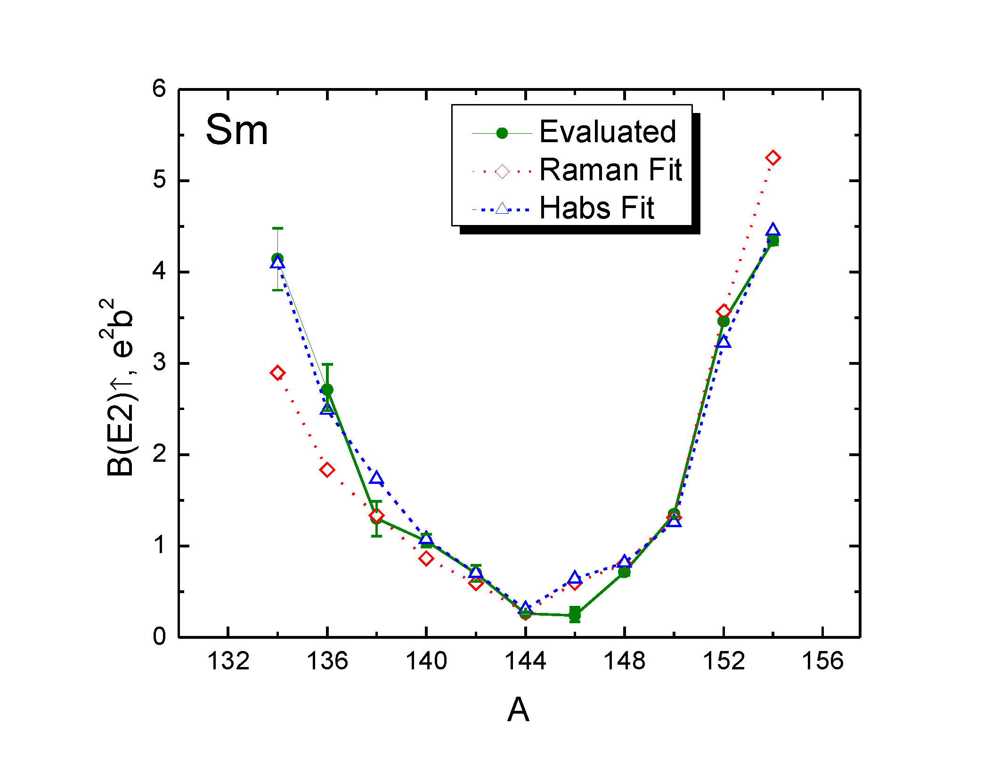 Sm
Evaluated
Raman Fit
Habs Fit
6
5
4
3
2
1
0
B(E2)↑, e²b²
132 136 140 144 148 152 156
A